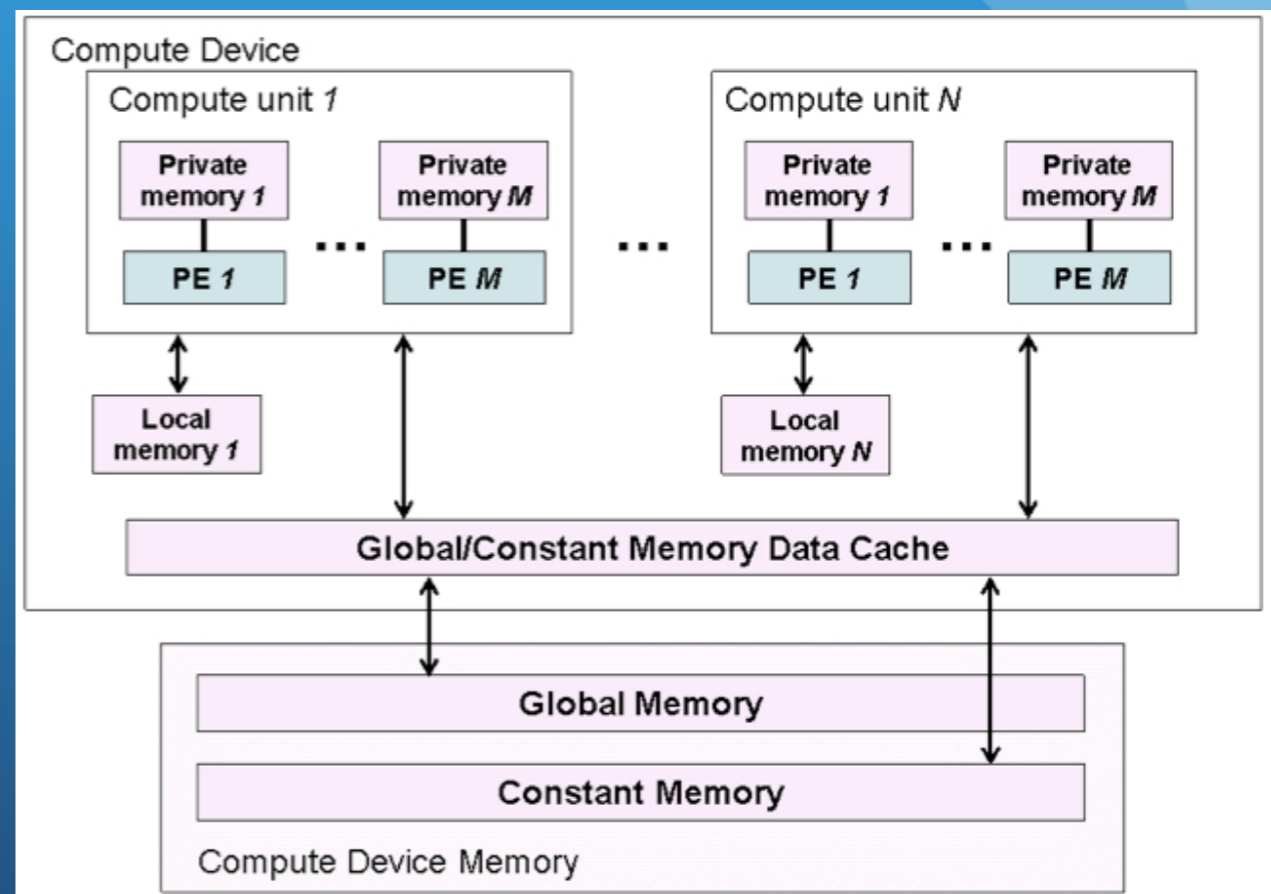 Compute Device
Compute unit 1
Compute unit N
Private
memory 1
Private
memory M
Private
memory 1
Private
memory M
...
...
...
PE 1
PE M
PE 1
PE M
Local
memory 1
Local
memory N
Global/Constant Memory Data Cache
Global Memory
Constant Memory
Compute Device Memory